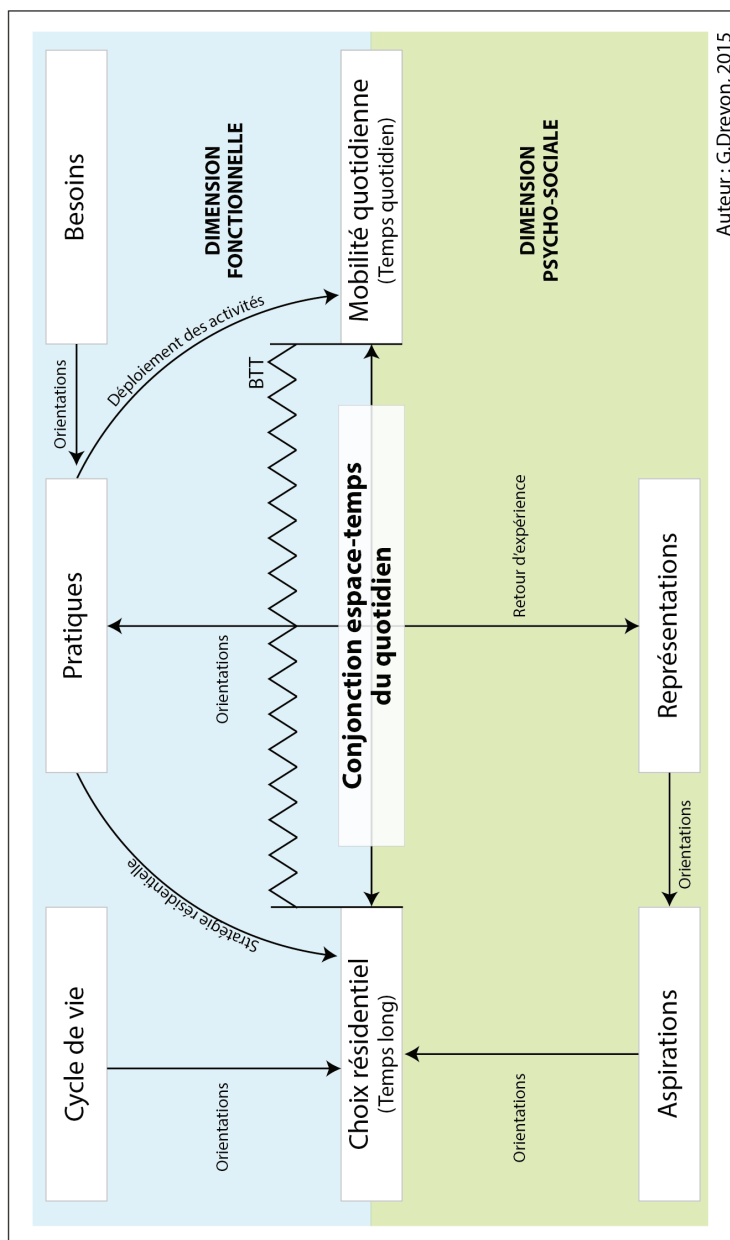 Cycle de vie
Pratiques
Besoins
Orientations
Stratégie résidentielle
Déploiement des activités
DIMENSION
FONCTIONNELLE
Orientations
Orientations
BTT
Choix résidentiel
(Temps long)
Conjonction espace-temps
du quotidien
Mobilité quotidienne
(Temps quotidien)
Orientations
Retour d'expérience
DIMENSION
PSYCHO-SOCIALE
Aspirations
Orientations
Représentations
Auteur : G.Drevon, 2015